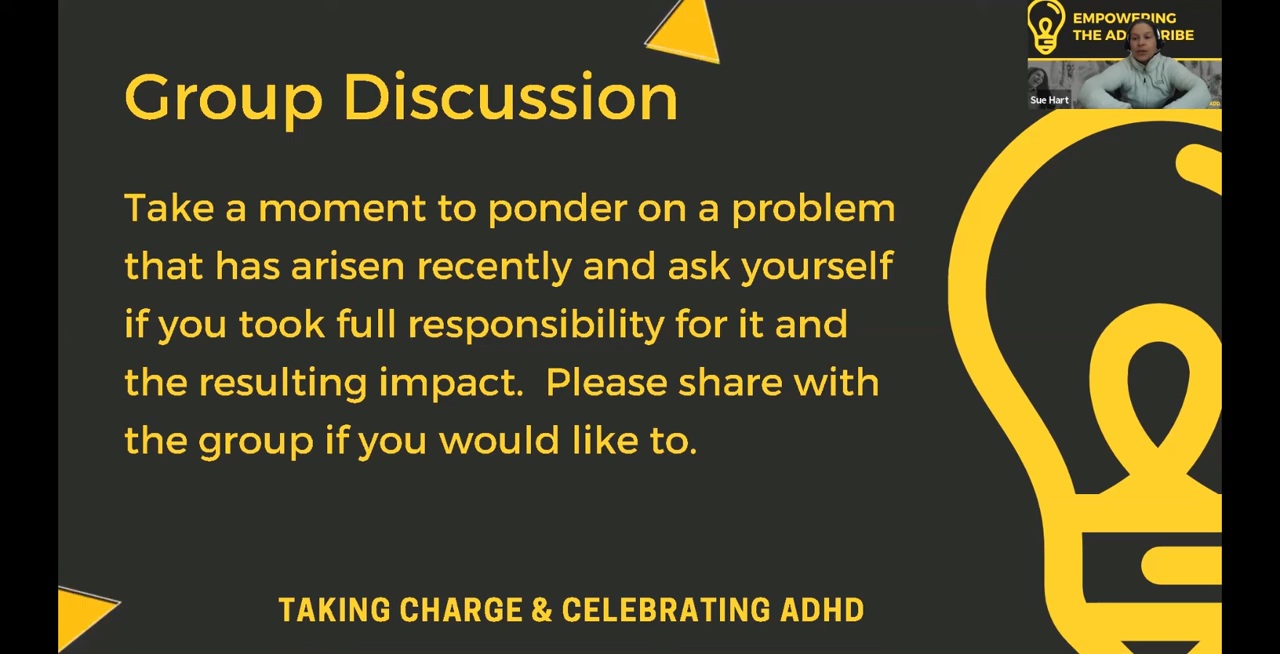 Group Discussion
Take a moment to ponder on a problem
that has arisen recently and ask yourself
if you took full responsibility for it and
the resulting impact.  Please share with
the group if you would like to.
TAKING CHARGE & CELEBRATING ADHD
EMPOWERING
THE
Sue Hart